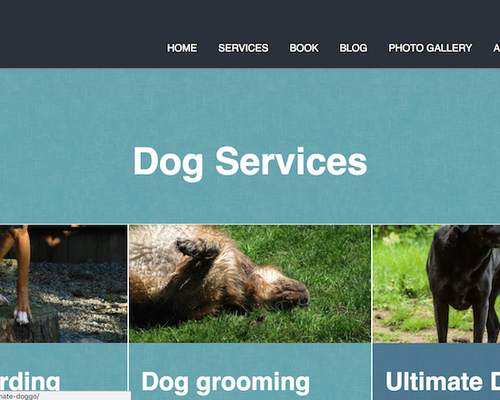 HOME SERVICES BOOK BLOG PHOTO GALLERY A
Dog Services
rding Dog grooming Ultimate D
mate-doggo/